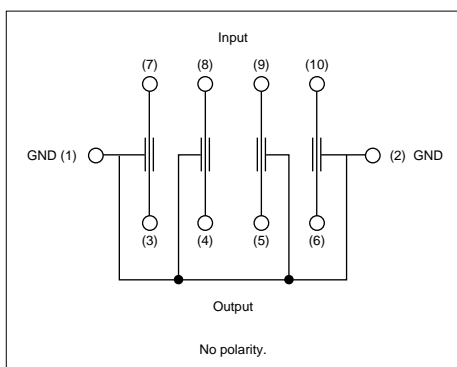 Input
(7) (8) (9) (10)
GND (1) (2) GND
(3) (4) (5) (6)
Output
No polarity.